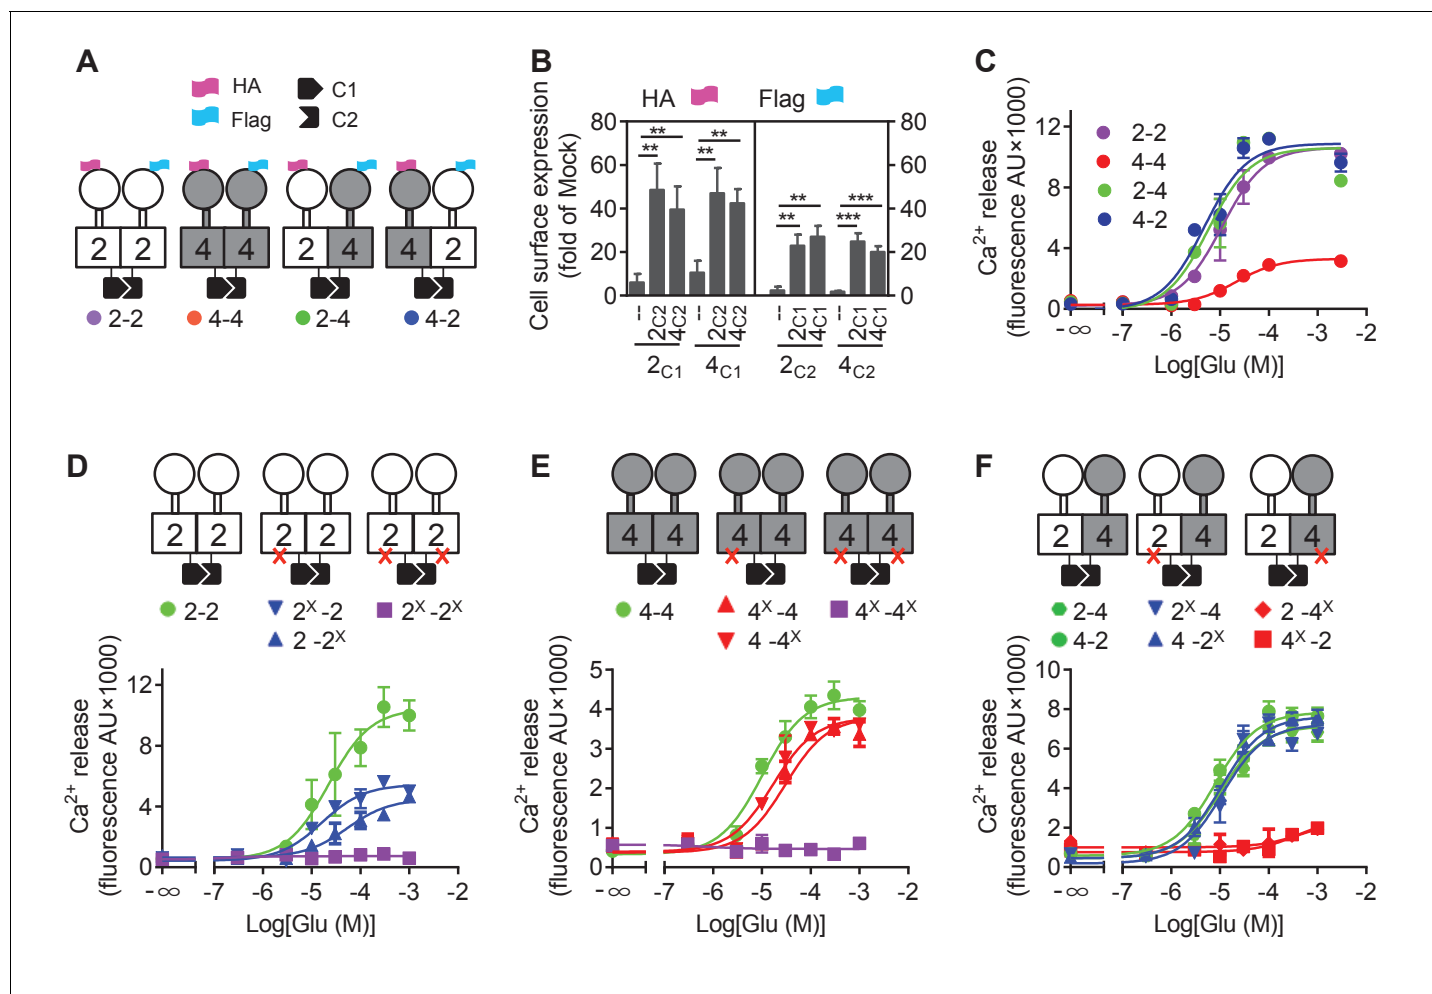 A
HA
C1
Flag
C2
2 2
4 4
2 4
4 2
2-2
4-4
2-4
4-2
B
HA
Flag
Cell surface expression
(fold of Mock)
80
60
40
20
0
**
**
**
**
**
**
***
***
80
60
40
20
0
-- 2C2 4C2 -- 2C2 4C2 -- 2C1 4C1 -- 2C1 4C1
2C1 4C1 2C2 4C2
C
Ca2+ release
(fluorescence AU×1000)
12
8
4
0
2-2
4-4
2-4
4-2
-∞ -7 -6 -5 -4 -3 -2
Log[Glu (M)]
D
2 2
2 2
X
2 2
X X
2-2
2X-2
2-2X
2X-2X
Ca2+ release
(fluorescence AU×1000)
12
8
4
0
-∞ -7 -6 -5 -4 -3 -2
Log[Glu (M)]
E
4 4
4 4
X
4 4
X X
4-4
4X-4
4-4X
4X-4X
Ca2+ release
(fluorescence AU×1000)
5
4
3
2
1
0
-∞ -7 -6 -5 -4 -3 -2
Log[Glu (M)]
F
2 4
2 4
X
2 4
X
2-4
4-2
2X-4
4-2X
2-4X
4X-2
Ca2+ release
(fluorescence AU×1000)
10
8
6
4
2
0
-∞ -7 -6 -5 -4 -3 -2
Log[Glu (M)]